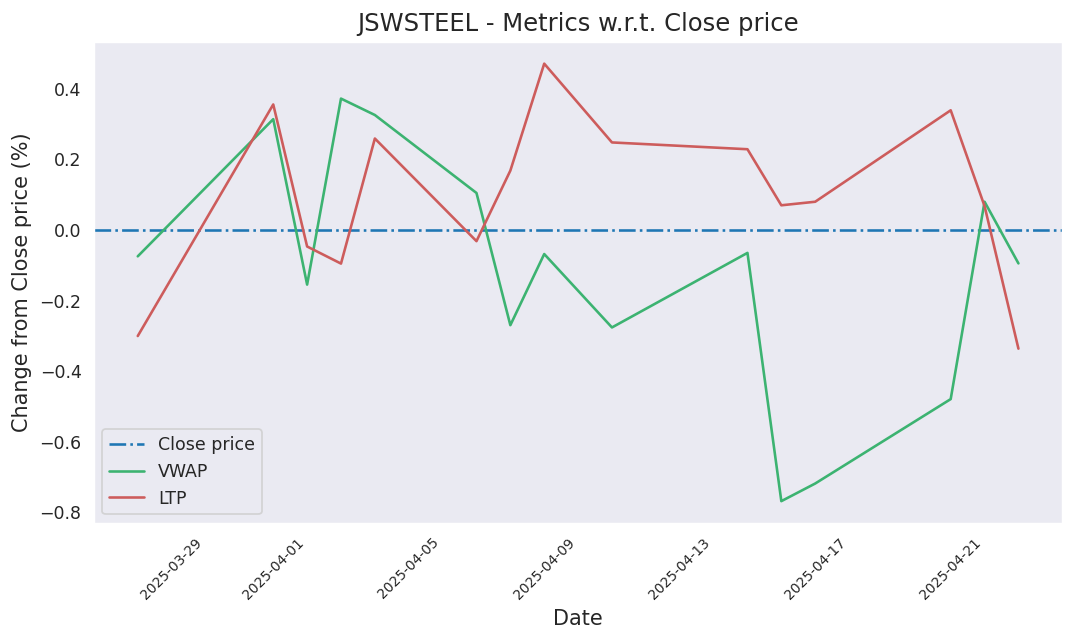 JSWSTEEL - Metrics w.r.t. Close price
Change from Close price (%)
0.4
0.2
0.0
−0.2
−0.4
−0.6
−0.8
Close price
VWAP
LTP
2025-03-29
2025-04-01
2025-04-05
2025-04-09
2025-04-13
2025-04-17
2025-04-21
Date